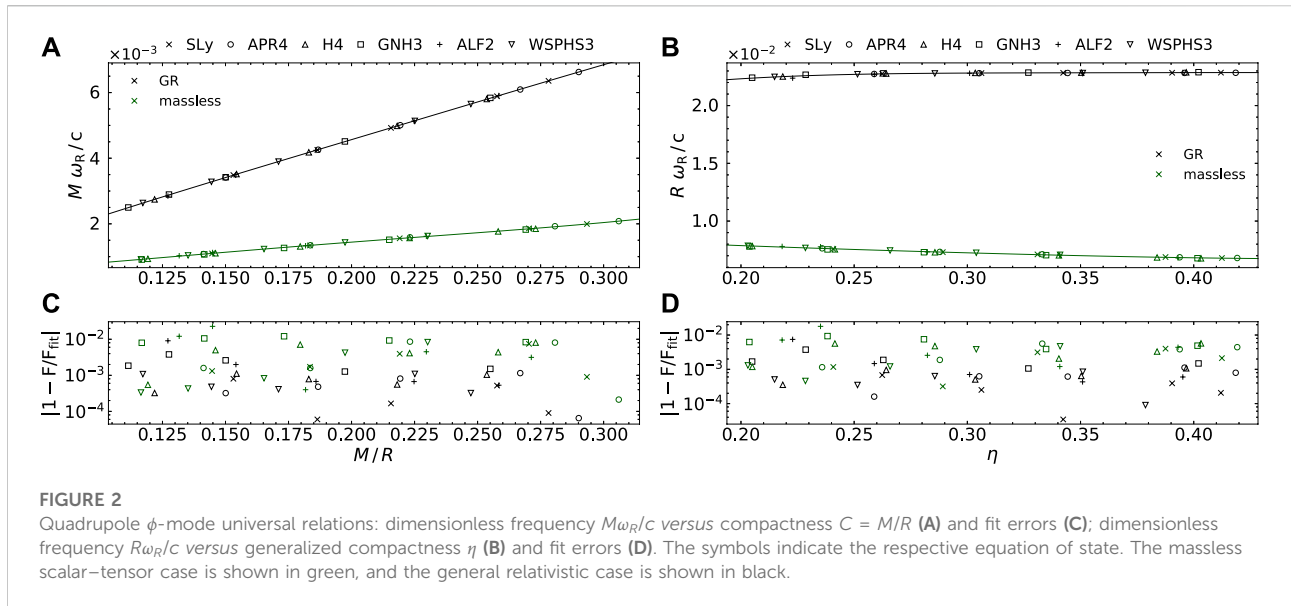 A
× SLy ○ APR4 △ H4 □ GNH3 + ALF2 ▽ WSPHS3
×10⁻³
× GR
× massless
6
4
2
M ω_R / c
0.125 0.150 0.175 0.200 0.225 0.250 0.275 0.300
B
× SLy ○ APR4 △ H4 □ GNH3 + ALF2 ▽ WSPHS3
×10⁻²
× GR
× massless
2.0
1.0
R ω_R / c
0.20 0.25 0.30 0.35 0.40
C
10⁻²
10⁻³
10⁻⁴
|1 − F/F_fit|
0.125 0.150 0.175 0.200 0.225 0.250 0.275 0.300
M / R
D
10⁻²
10⁻³
10⁻⁴
|1 − F/F_fit|
0.20 0.25 0.30 0.35 0.40
η
FIGURE 2
Quadrupole ϕ-mode universal relations: dimensionless frequency Mω_R/c versus compactness C = M/R (A) and fit errors (C); dimensionless
frequency Rω_R/c versus generalized compactness η (B) and fit errors (D). The symbols indicate the respective equation of state. The massless
scalar–tensor case is shown in green, and the general relativistic case is shown in black.